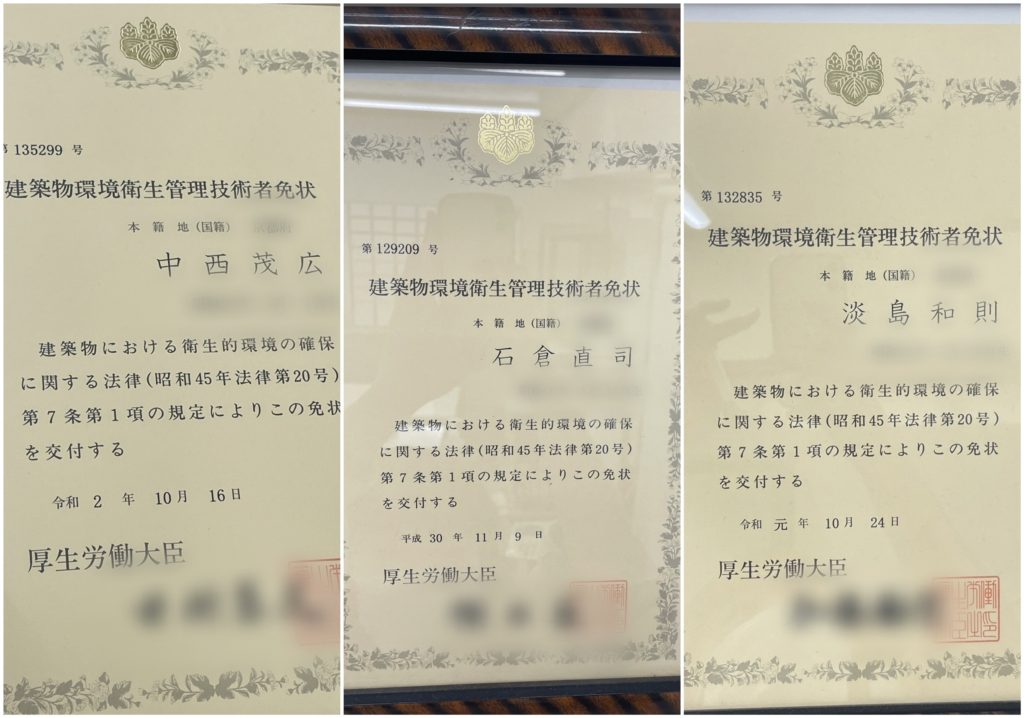 第 135299 号
建築物環境衛生管理技術者免状
本籍地(国籍)
中西茂広
建築物における衛生的環境の確保
に関する法律(昭和45年法律第20号)
第7条第1項の規定によりこの免状
を交付する
令和 2 年 10月 16日
厚生労働大臣
第 129209 号
建築物環境衛生管理技術者免状
本籍地(国籍)
石倉直司
建築物における衛生的環境の確保
に関する法律(昭和45年法律第20号)
第7条第1項の規定によりこの免状
を交付する
平成 30 年 11月 9 日
厚生労働大臣
第 132835 号
建築物環境衛生管理技術者免状
本籍地(国籍)
淡島和則
建築物における衛生的環境の確保
に関する法律(昭和45年法律第20号)
第7条第1項の規定によりこの免状
を交付する
令和 元 年 10月 24日
厚生労働大臣